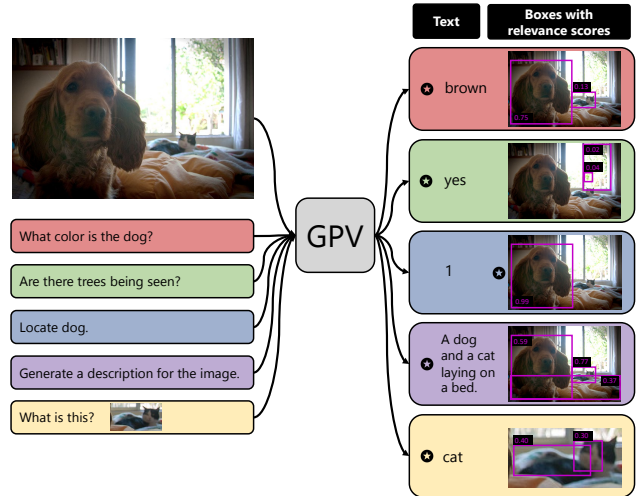 Text
Boxes with
relevance scores
What color is the dog?
Are there trees being seen?
Locate dog.
Generate a description for the image.
What is this?
GPV
brown
0.13
0.75
yes
0.02
0.04
1
0.99
A dog
and a cat
laying on
a bed.
0.59
0.77
0.37
cat
0.40
0.30